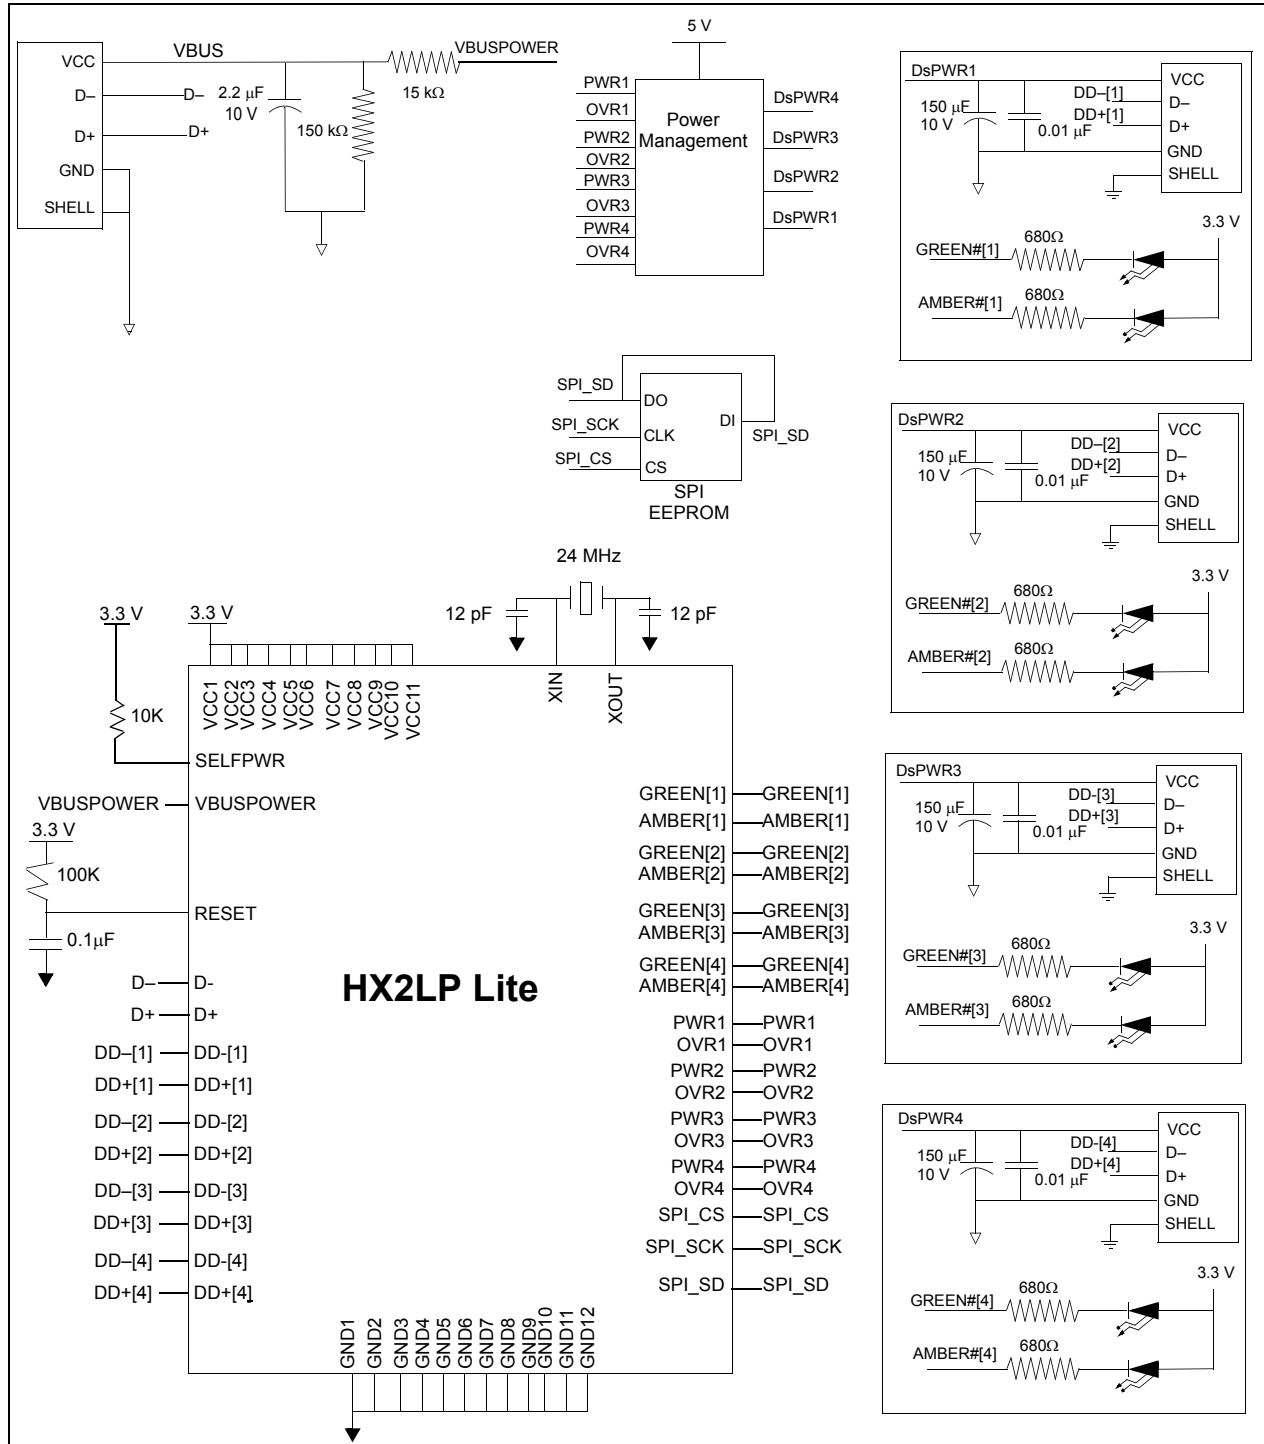 VCC
D–
D+
GND
SHELL
VBUS
D–
D+
2.2 μF
10 V
150 kΩ
15 kΩ
VBUSPOWER
5 V
PWR1
OVR1
PWR2
OVR2
PWR3
OVR3
PWR4
OVR4
Power
Management
DsPWR4
DsPWR3
DsPWR2
DsPWR1
SPI_SD
SPI_SCK
SPI_CS
DO
CLK
CS
DI
SPI_SD
SPI
EEPROM
24 MHz
12 pF
12 pF
XIN
XOUT
3.3 V
3.3 V
10K
VCC1
VCC2
VCC3
VCC4
VCC5
VCC6
VCC7
VCC8
VCC9
VCC10
VCC11
SELFPWR
VBUSPOWER
VBUSPOWER
3.3 V
100K
RESET
0.1μF
HX2LP Lite
D– D-
D+ D+
DD–[1] DD-[1]
DD+[1] DD+[1]
DD–[2] DD-[2]
DD+[2] DD+[2]
DD–[3] DD-[3]
DD+[3] DD+[3]
DD–[4] DD-[4]
DD+[4] DD+[4]
GREEN[1] GREEN[1]
AMBER[1] AMBER[1]
GREEN[2] GREEN[2]
AMBER[2] AMBER[2]
GREEN[3] GREEN[3]
AMBER[3] AMBER[3]
GREEN[4] GREEN[4]
AMBER[4] AMBER[4]
PWR1 PWR1
OVR1 OVR1
PWR2 PWR2
OVR2 OVR2
PWR3 PWR3
OVR3 OVR3
PWR4 PWR4
OVR4 OVR4
SPI_CS SPI_CS
SPI_SCK SPI_SCK
SPI_SD SPI_SD
GND1
GND2
GND3
GND4
GND5
GND6
GND7
GND8
GND9
GND10
GND11
GND12
DsPWR1
150 μF
10 V
0.01 μF
DD–[1]
DD+[1]
VCC
D–
D+
GND
SHELL
3.3 V
GREEN#[1]
680Ω
AMBER#[1]
680Ω
DsPWR2
150 μF
10 V
0.01 μF
DD–[2]
DD+[2]
VCC
D–
D+
GND
SHELL
3.3 V
GREEN#[2]
680Ω
AMBER#[2]
680Ω
DsPWR3
150 μF
10 V
0.01 μF
DD-[3]
DD+[3]
VCC
D–
D+
GND
SHELL
3.3 V
GREEN#[3]
680Ω
AMBER#[3]
680Ω
DsPWR4
150 μF
10 V
0.01 μF
DD-[4]
DD+[4]
VCC
D–
D+
GND
SHELL
3.3 V
GREEN#[4]
680Ω
AMBER#[4]
680Ω